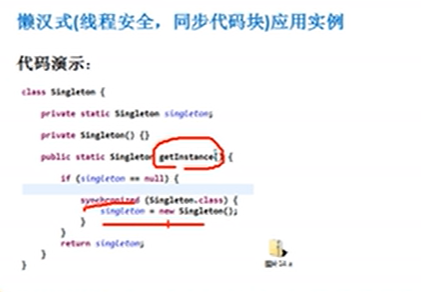 懒汉式(线程安全，同步代码块)应用实例
代码演示：
class Singleton {
private static Singleton singleton;
private Singleton() {}
public static Singleton getInstance() {
if (singleton == null) {
synchronized (Singleton.class) {
singleton = new Singleton();
}
}
return singleton;
}
}